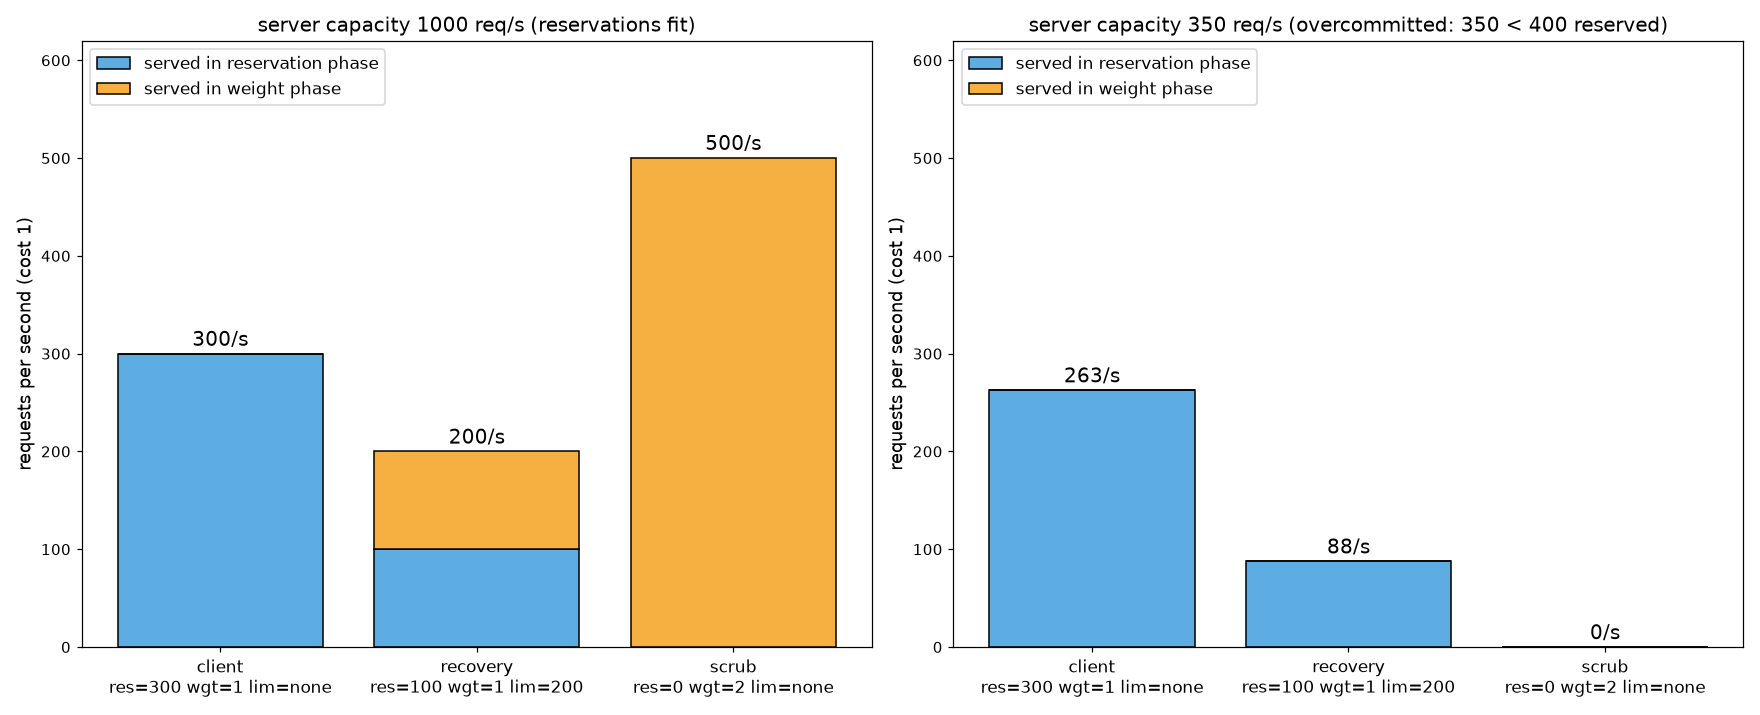 server capacity 1000 req/s (reservations fit)
served in reservation phase
served in weight phase
requests per second (cost 1)
600
500
400
300
200
100
0
300/s
200/s
500/s
client
res=300 wgt=1 lim=none
recovery
res=100 wgt=1 lim=200
scrub
res=0 wgt=2 lim=none
server capacity 350 req/s (overcommitted: 350 < 400 reserved)
served in reservation phase
served in weight phase
requests per second (cost 1)
600
500
400
300
200
100
0
263/s
88/s
0/s
client
res=300 wgt=1 lim=none
recovery
res=100 wgt=1 lim=200
scrub
res=0 wgt=2 lim=none